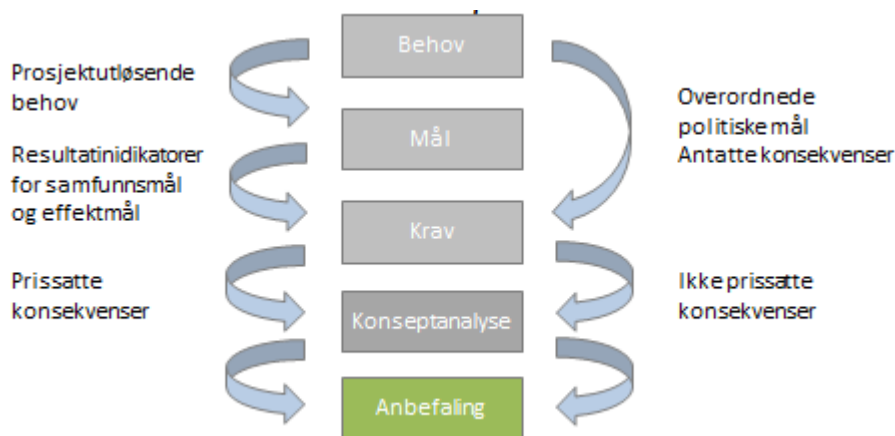 Behov
Prosjektutløsende
behov
Overordnede
politiske mål
Antatte konsekvenser
Mål
Resultatinidikatorer
for samfunnsmål
og effektmål
Krav
Prissatte
konsekvenser
Ikke prissatte
konsekvenser
Konseptanalyse
Anbefaling